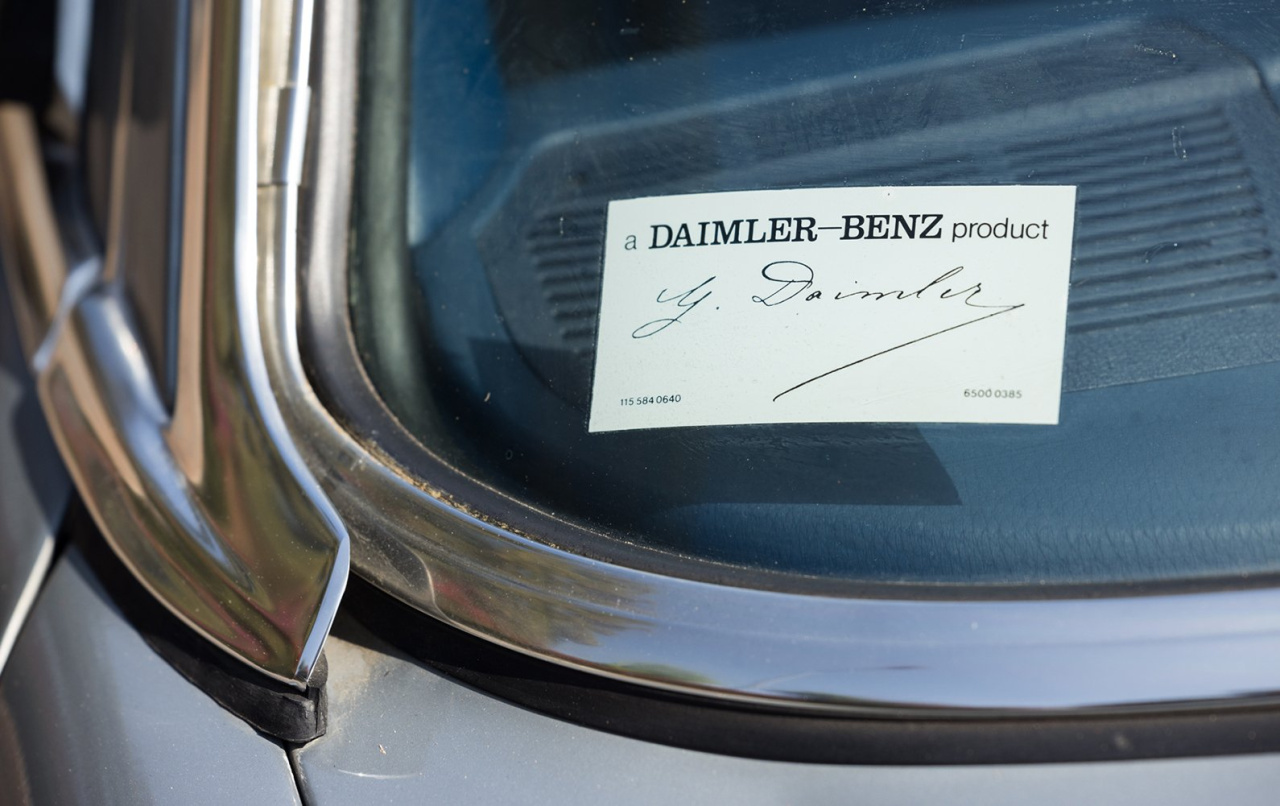 a DAIMLER—BENZ product
G. Daimler
115 584 0640 6500 0385